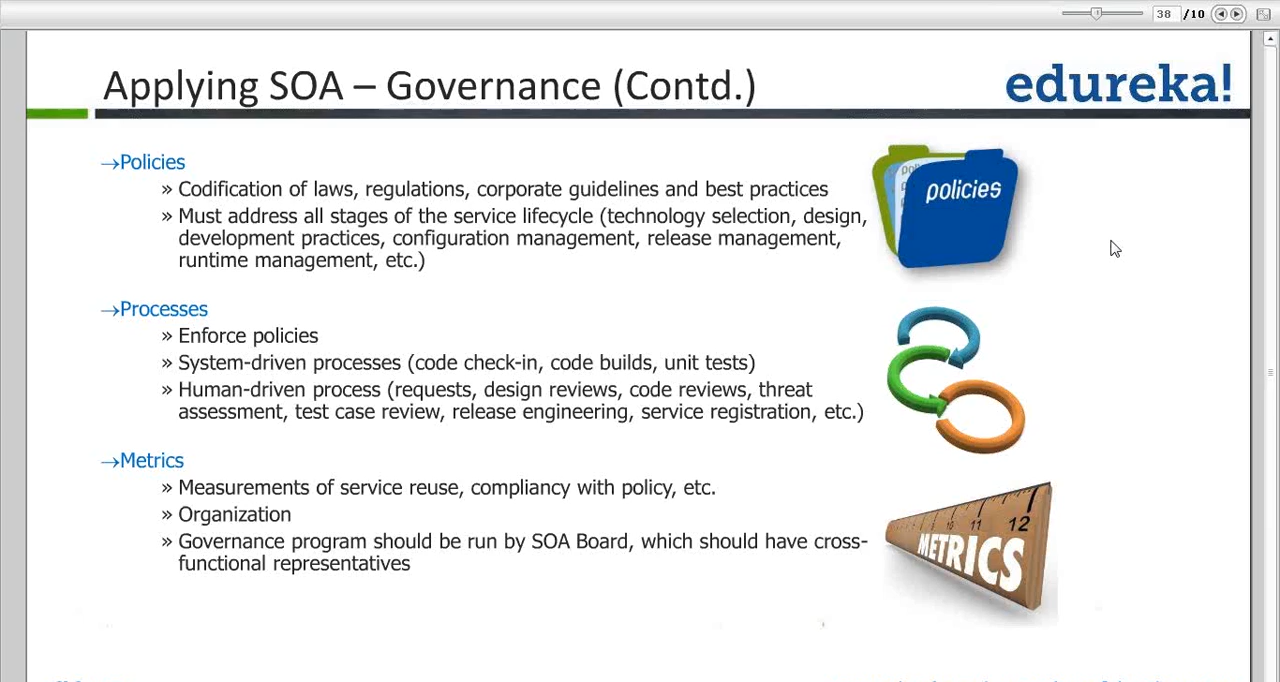 38 /10
Applying SOA – Governance (Contd.)
edureka!
→Policies
» Codification of laws, regulations, corporate guidelines and best practices
» Must address all stages of the service lifecycle (technology selection, design,
development practices, configuration management, release management,
runtime management, etc.)
policies
→Processes
» Enforce policies
» System-driven processes (code check-in, code builds, unit tests)
» Human-driven process (requests, design reviews, code reviews, threat
assessment, test case review, release engineering, service registration, etc.)
→Metrics
» Measurements of service reuse, compliancy with policy, etc.
» Organization
» Governance program should be run by SOA Board, which should have cross-
functional representatives
10 11 12
METRICS